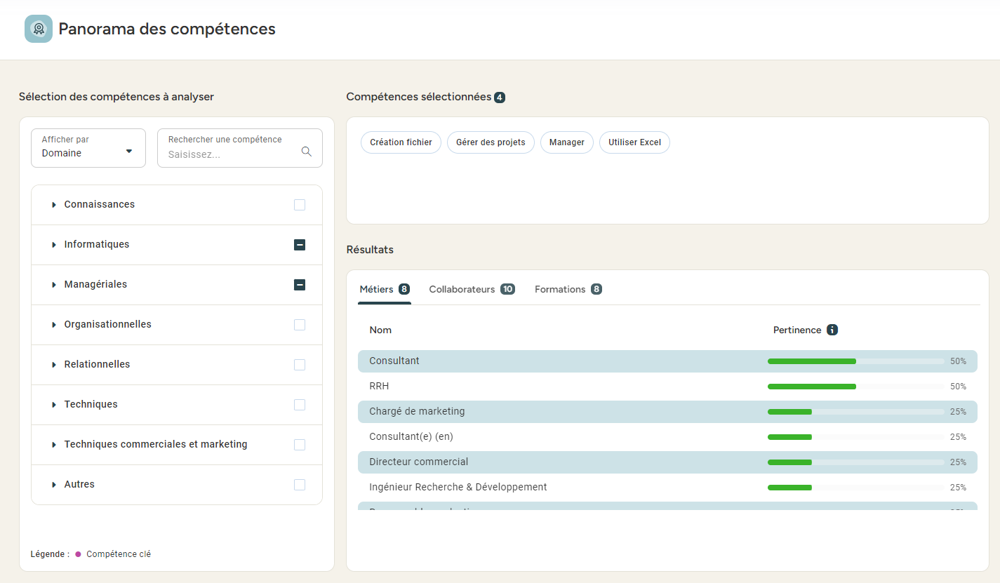 Panorama des compétences
Sélection des compétences à analyser
Afficher par
Domaine
Rechercher une compétence
Saisissez...
Connaissances
Informatiques
Managériales
Organisationnelles
Relationnelles
Techniques
Techniques commerciales et marketing
Autres
Légende : Compétence clé
Compétences sélectionnées 4
Création fichier Gérer des projets Manager Utiliser Excel
Résultats
Métiers 8 Collaborateurs 10 Formations 8
Nom Pertinence i
Consultant 50%
RRH 50%
Chargé de marketing 25%
Consultant(e) (en) 25%
Directeur commercial 25%
Ingénieur Recherche & Développement 25%